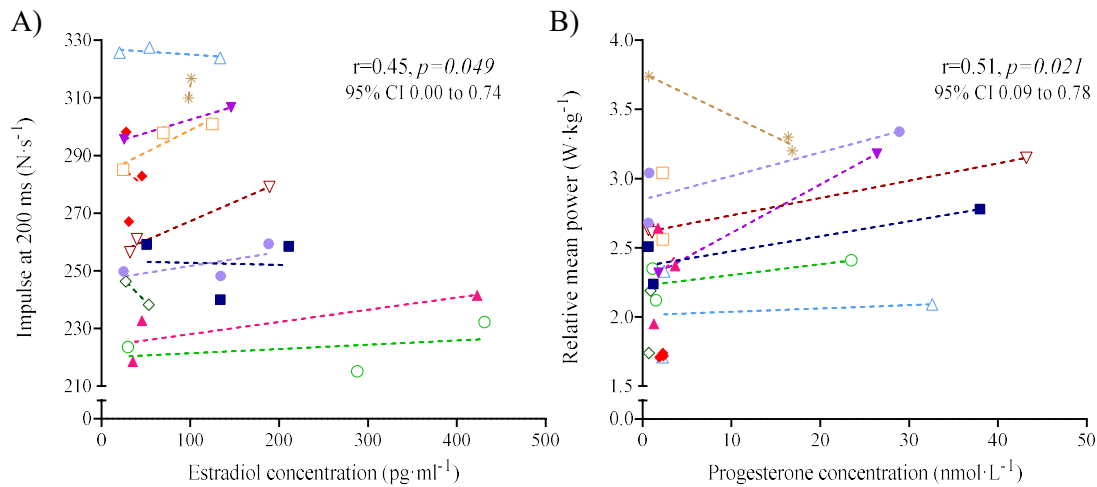 A)
330
310
290
270
250
230
210
0
Impulse at 200 ms (N·s⁻¹)
r=0.45, p=0.049
95% CI 0.00 to 0.74
0 100 200 300 400 500
Estradiol concentration (pg·ml⁻¹)
B)
4.0
3.5
3.0
2.5
2.0
1.5
0.0
Relative mean power (W·kg⁻¹)
r=0.51, p=0.021
95% CI 0.09 to 0.78
0 10 20 30 40 50
Progesterone concentration (nmol·L⁻¹)